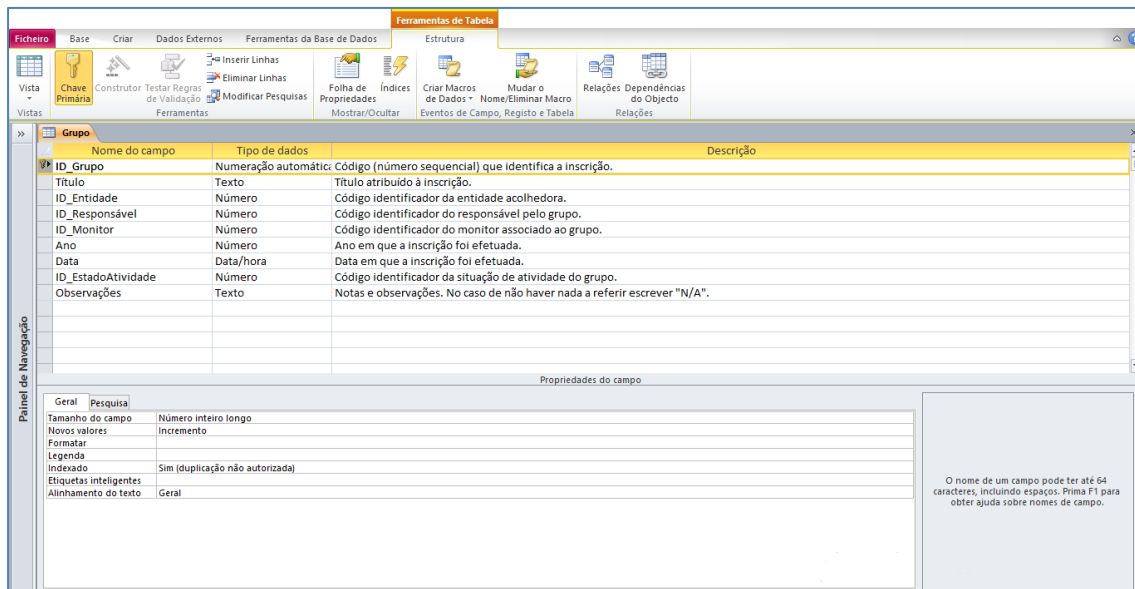 Ferramentas de Tabela
Ficheiro Base Criar Dados Externos Ferramentas da Base de Dados Estrutura
Vista
Chave Primária
Construtor
Testar Regras de Validação
Inserir Linhas
Eliminar Linhas
Modificar Pesquisas
Folha de Propriedades
Índices
Criar Macros de Dados
Mudar o Nome/Eliminar Macro
Relações
Dependências do Objecto
Vistas Ferramentas Mostrar/Ocultar Eventos de Campo, Registo e Tabela Relações
Grupo
Nome do campo Tipo de dados Descrição
ID_Grupo Numeração automátic Código (número sequencial) que identifica a inscrição.
Título Texto Título atribuído à inscrição.
ID_Entidade Número Código identificador da entidade acolhedora.
ID_Responsável Número Código identificador do responsável pelo grupo.
ID_Monitor Número Código identificador do monitor associado ao grupo.
Ano Número Ano em que a inscrição foi efetuada.
Data Data/hora Data em que a inscrição foi efetuada.
ID_EstadoAtividade Número Código identificador da situação de atividade do grupo.
Observações Texto Notas e observações. No caso de não haver nada a referir escrever "N/A".
Painel de Navegação
Propriedades do campo
Geral Pesquisa
Tamanho do campo Número inteiro longo
Novos valores Incremento
Formatar
Legenda
Indexado Sim (duplicação não autorizada)
Etiquetas inteligentes
Alinhamento do texto Geral
O nome de um campo pode ter até 64
caracteres, incluindo espaços. Prima F1 para
obter ajuda sobre nomes de campo.